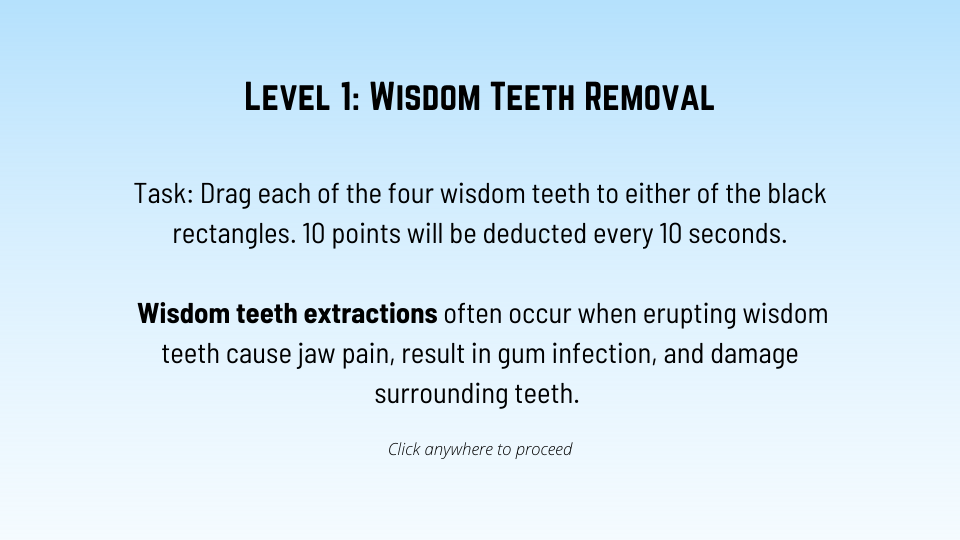 Level 1: Wisdom Teeth Removal
Task: Drag each of the four wisdom teeth to either of the black
rectangles. 10 points will be deducted every 10 seconds.
Wisdom teeth extractions often occur when erupting wisdom
teeth cause jaw pain, result in gum infection, and damage
surrounding teeth.
Click anywhere to proceed